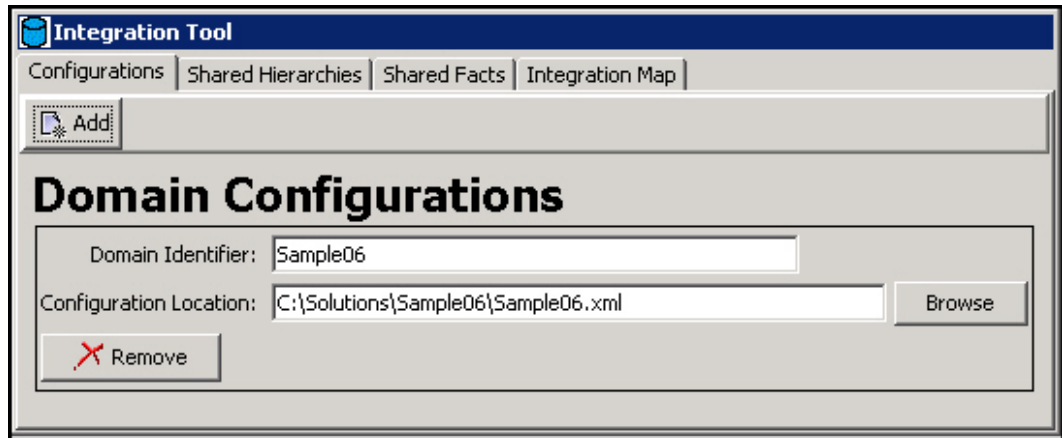 Integration Tool
Configurations Shared Hierarchies Shared Facts Integration Map
Add
Domain Configurations
Domain Identifier: Sample06
Configuration Location: C:\Solutions\Sample06\Sample06.xml Browse
Remove